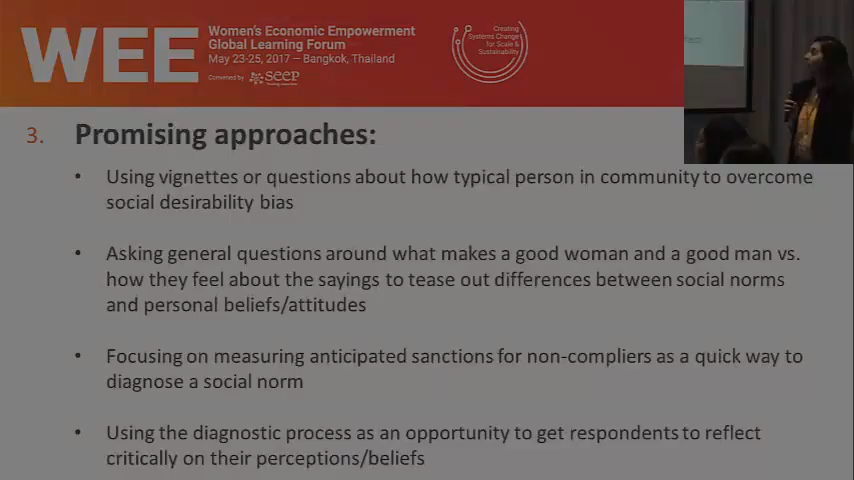 WEE
Women's Economic Empowerment
Global Learning Forum
May 23-25, 2017 – Bangkok, Thailand
Convened by SEEP
Creating
Systems Change
for Scale &
Sustainability
3. Promising approaches:
• Using vignettes or questions about how typical person in community to overcome
social desirability bias
• Asking general questions around what makes a good woman and a good man vs.
how they feel about the sayings to tease out differences between social norms
and personal beliefs/attitudes
• Focusing on measuring anticipated sanctions for non-compliers as a quick way to
diagnose a social norm
• Using the diagnostic process as an opportunity to get respondents to reflect
critically on their perceptions/beliefs